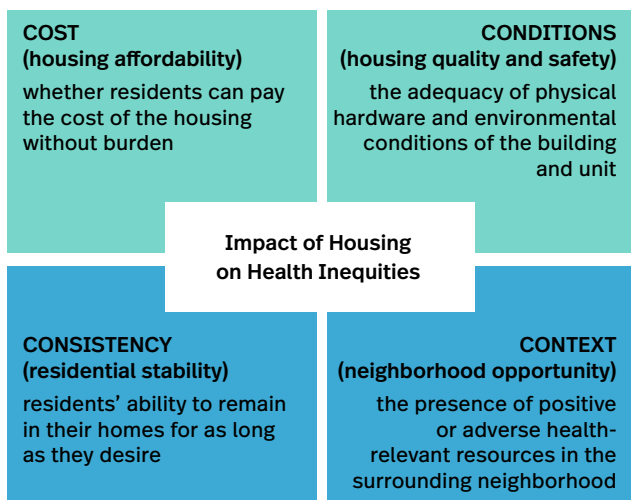 COST
(housing affordability)
whether residents can pay
the cost of the housing
without burden
CONDITIONS
(housing quality and safety)
the adequacy of physical
hardware and environmental
conditions of the building
and unit
Impact of Housing
on Health Inequities
CONSISTENCY
(residential stability)
residents’ ability to remain
in their homes for as long
as they desire
CONTEXT
(neighborhood opportunity)
the presence of positive
or adverse health-
relevant resources in the
surrounding neighborhood